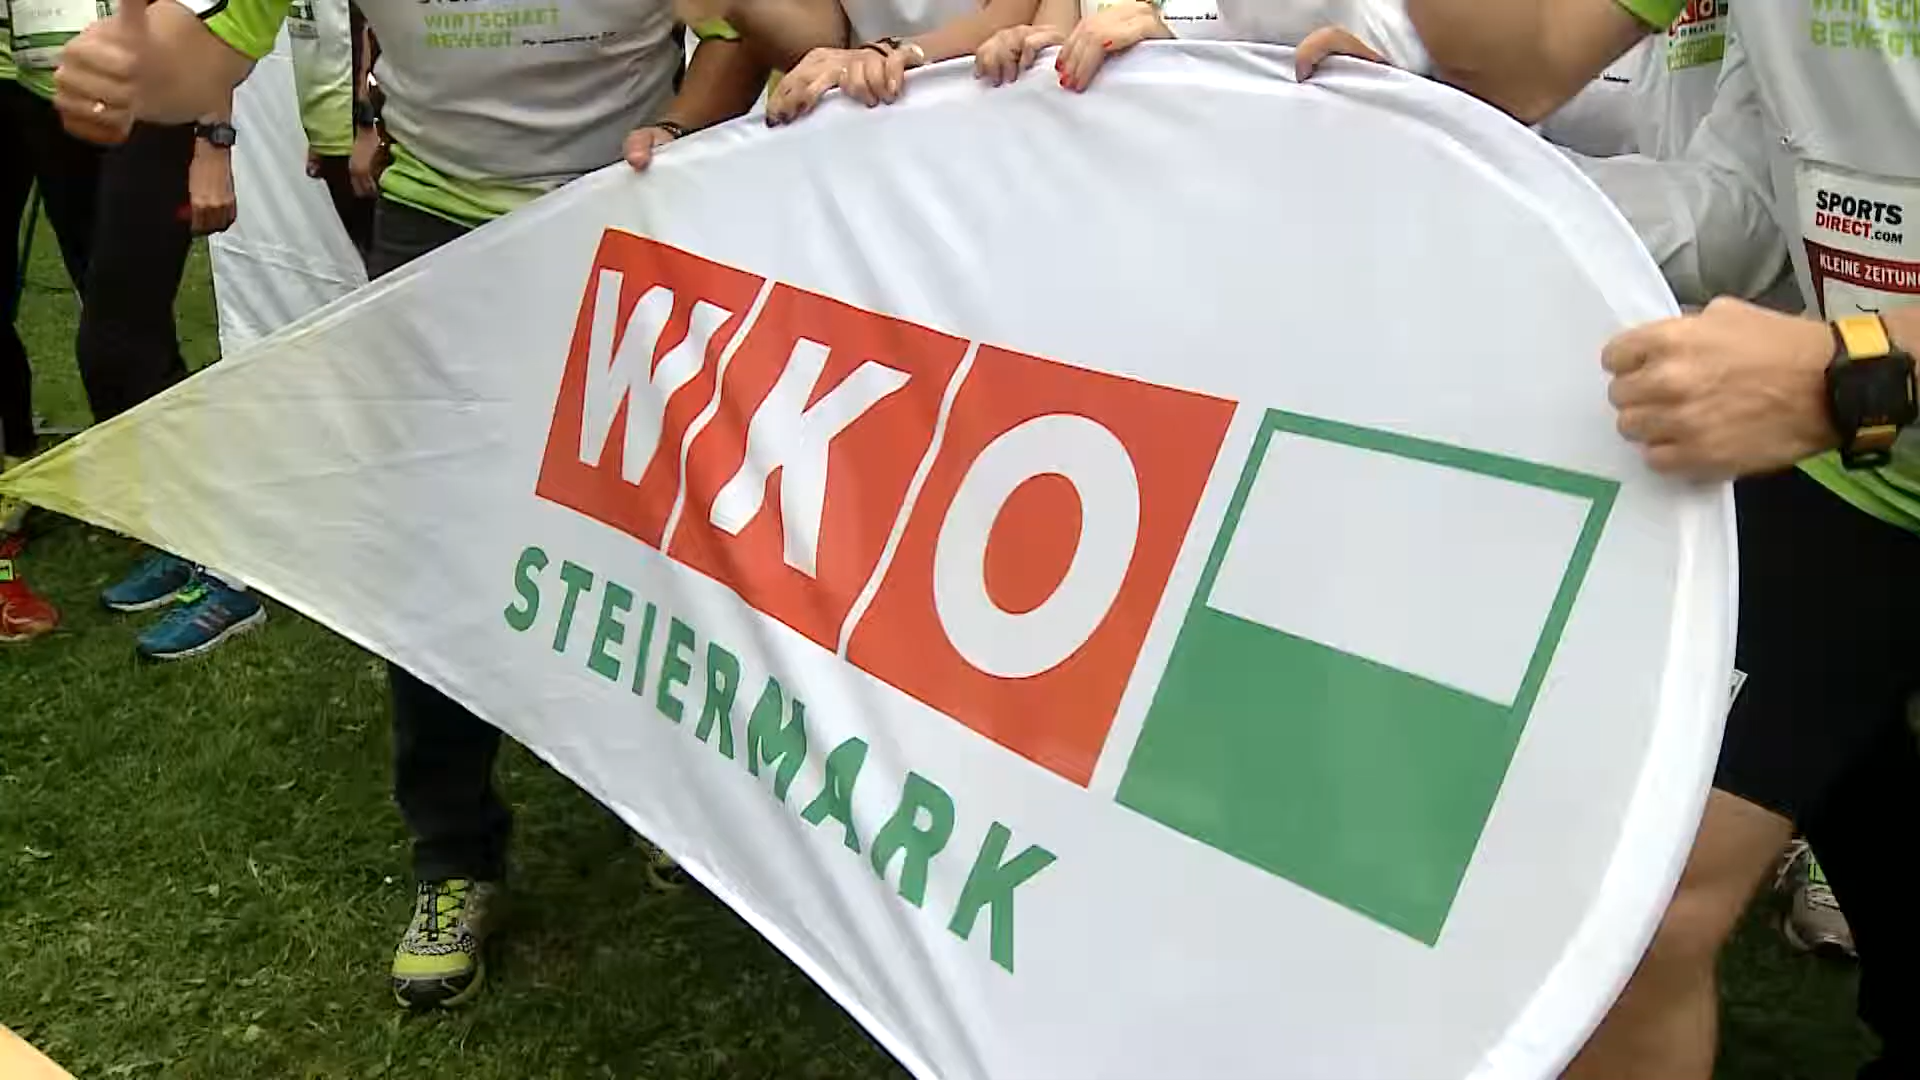 WIRTSCHAFT
BEWEGT.
WKO
STEIERMARK
SPORTS
DIRECT.COM
KLEINE ZEITUNG